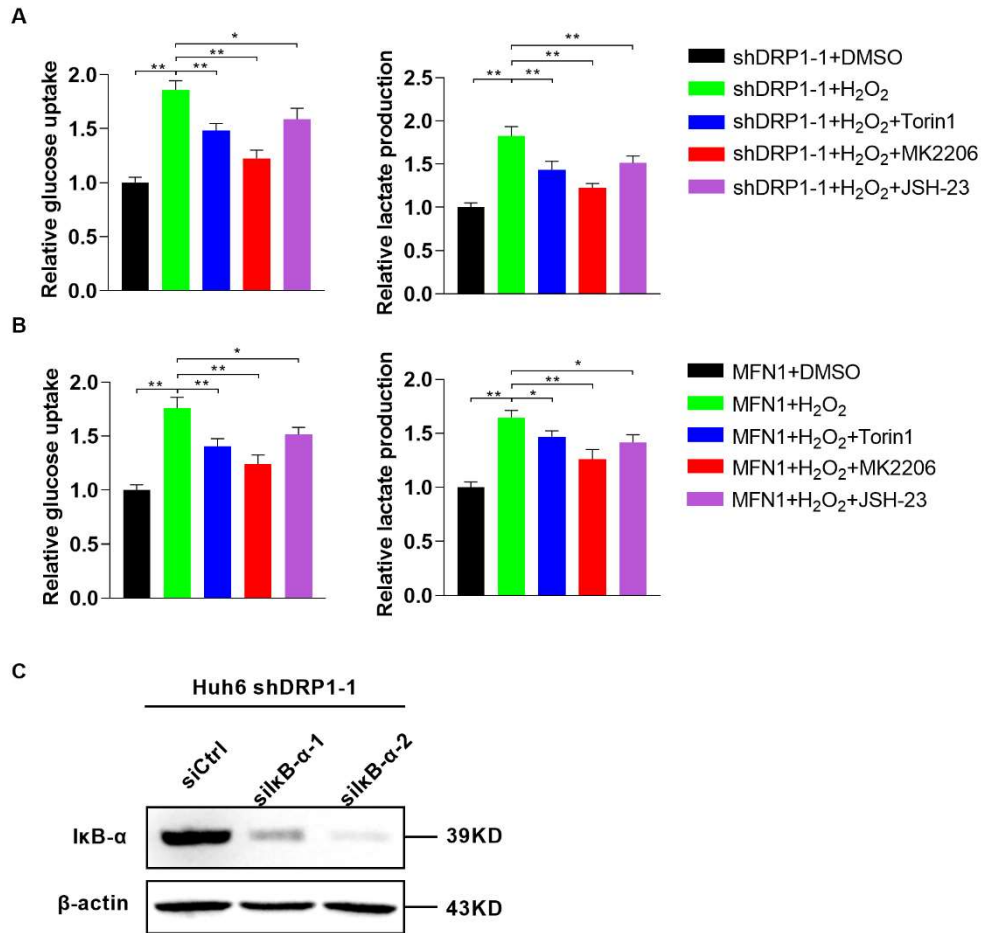 A
Relative glucose uptake
2.0
1.5
1.0
0.5
0.0
*
**
** **
Relative lactate production
2.5
2.0
1.5
1.0
0.5
0.0
**
**
** **
shDRP1-1+DMSO
shDRP1-1+H₂O₂
shDRP1-1+H₂O₂+Torin1
shDRP1-1+H₂O₂+MK2206
shDRP1-1+H₂O₂+JSH-23
B
Relative glucose uptake
2.0
1.5
1.0
0.5
0.0
*
**
** **
Relative lactate production
2.0
1.5
1.0
0.5
0.0
*
**
** *
MFN1+DMSO
MFN1+H₂O₂
MFN1+H₂O₂+Torin1
MFN1+H₂O₂+MK2206
MFN1+H₂O₂+JSH-23
C
Huh6 shDRP1-1
siCtrl
siIκB-α-1
siIκB-α-2
IκB-α
39KD
β-actin
43KD